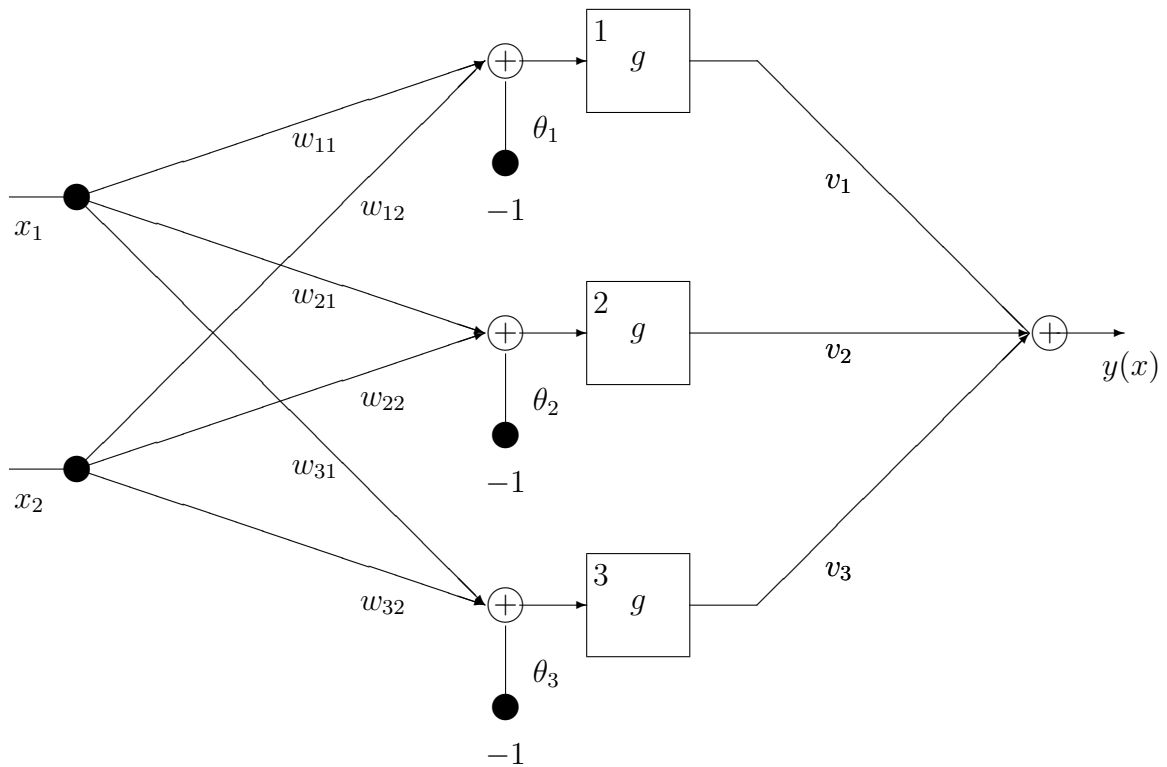 1
g
θ₁
w₁₁
−1
v₁
x₁
w₁₂
w₂₁
2
g
v₂
y(x)
w₂₂
θ₂
−1
x₂
w₃₁
3
g
v₃
w₃₂
θ₃
−1